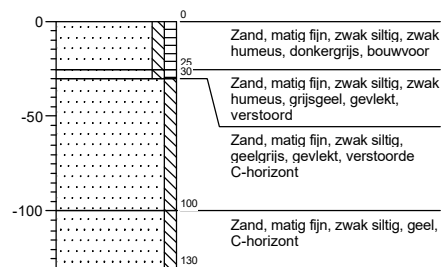 0
0
Zand, matig fijn, zwak siltig, zwak
humeus, donkergrijs, bouwvoor
25
30
Zand, matig fijn, zwak siltig, zwak
humeus, grijsgeel, gevlekt,
verstoord
-50
Zand, matig fijn, zwak siltig,
geelgrijs, gevlekt, verstoorde
C-horizont
100
-100
Zand, matig fijn, zwak siltig, geel,
C-horizont
130